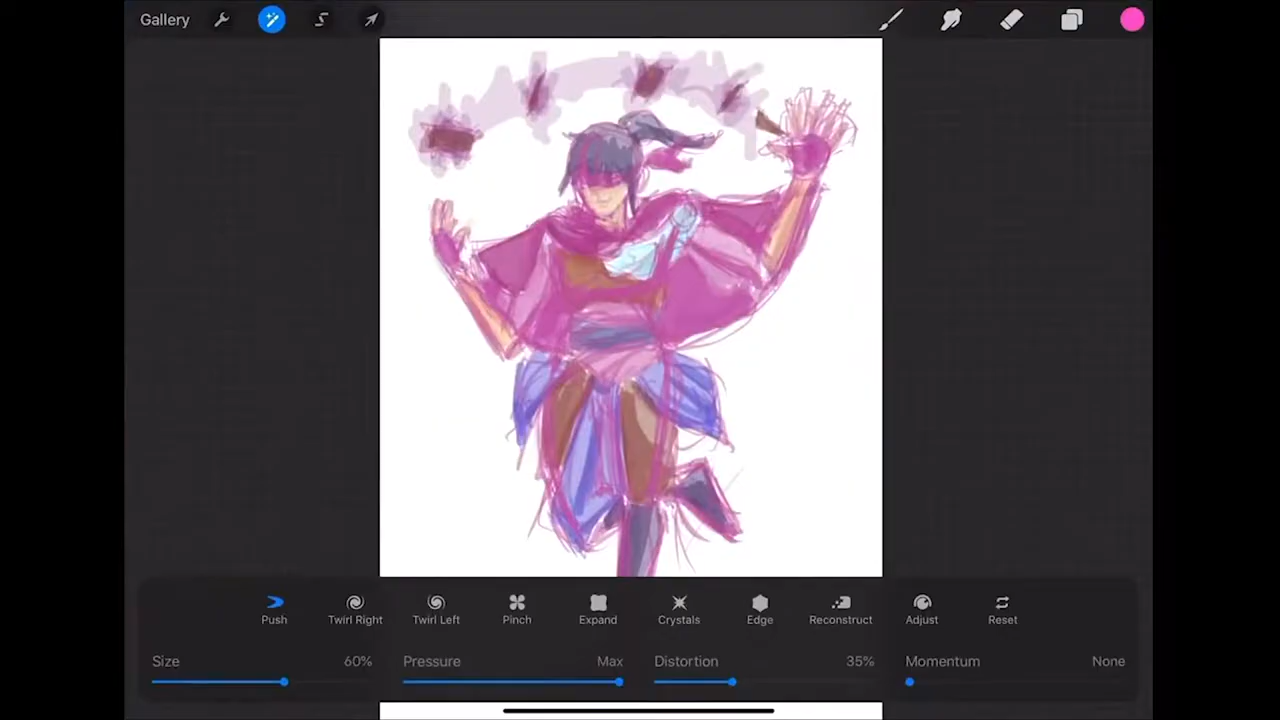 Gallery
Push Twirl Right Twirl Left Pinch Expand Crystals Edge Reconstruct Adjust Reset
Size 60% Pressure Max Distortion 35% Momentum None